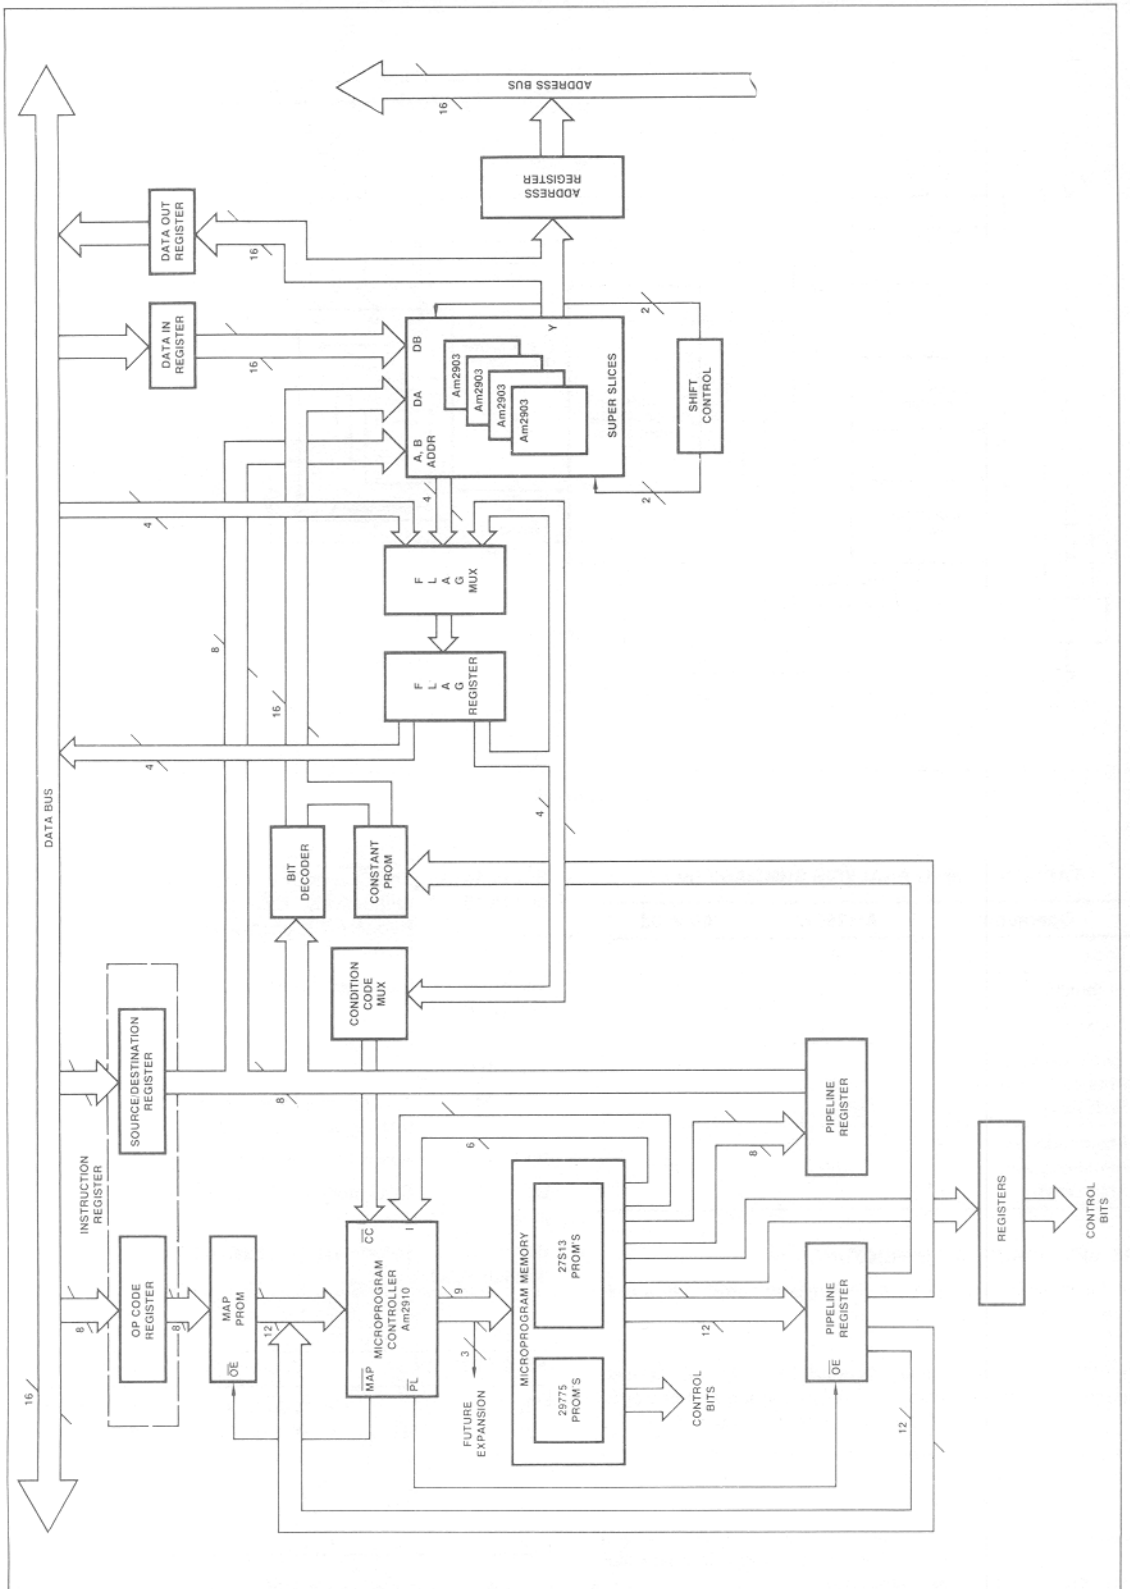 DATA BUS
16
INSTRUCTION
REGISTER
8
OP CODE
REGISTER
8
SOURCE/DESTINATION
REGISTER
MAP
PROM
OE
12
MICROPROGRAM
CONTROLLER
Am2910
MAP
PL
CC
I
9
3
FUTURE
EXPANSION
MICROPROGRAM MEMORY
29775
PROM'S
27S13
PROM'S
CONTROL
BITS
6
8
12
PIPELINE
REGISTER
OE
12
PIPELINE
REGISTER
REGISTERS
CONTROL
BITS
8
8
CONDITION
CODE
MUX
BIT
DECODER
CONSTANT
PROM
16
4
4
4
F
L
A
G
REGISTER
F
L
A
G
MUX
4
A, B
ADDR
DA
DB
Y
Am2903
Am2903
Am2903
Am2903
SUPER SLICES
2
2
SHIFT
CONTROL
DATA IN
REGISTER
16
DATA OUT
REGISTER
16
ADDRESS
REGISTER
ADDRESS BUS
16